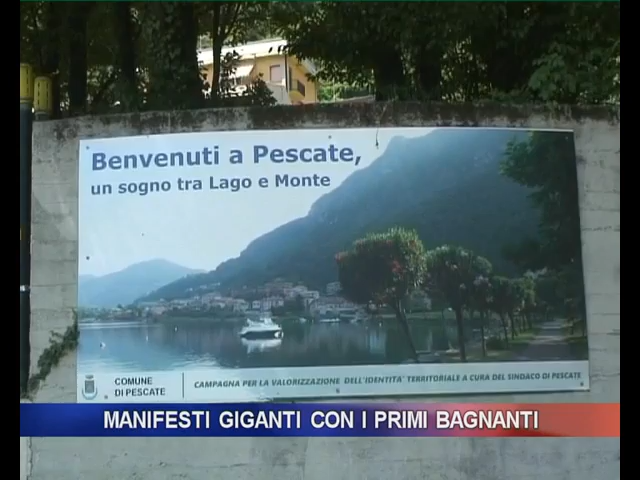 Benvenuti a Pescate,
un sogno tra Lago e Monte
COMUNE
DI PESCATE
CAMPAGNA PER LA VALORIZZAZIONE DELL'IDENTITA' TERRITORIALE A CURA DEL SINDACO DI PESCATE
MANIFESTI GIGANTI CON I PRIMI BAGNANTI